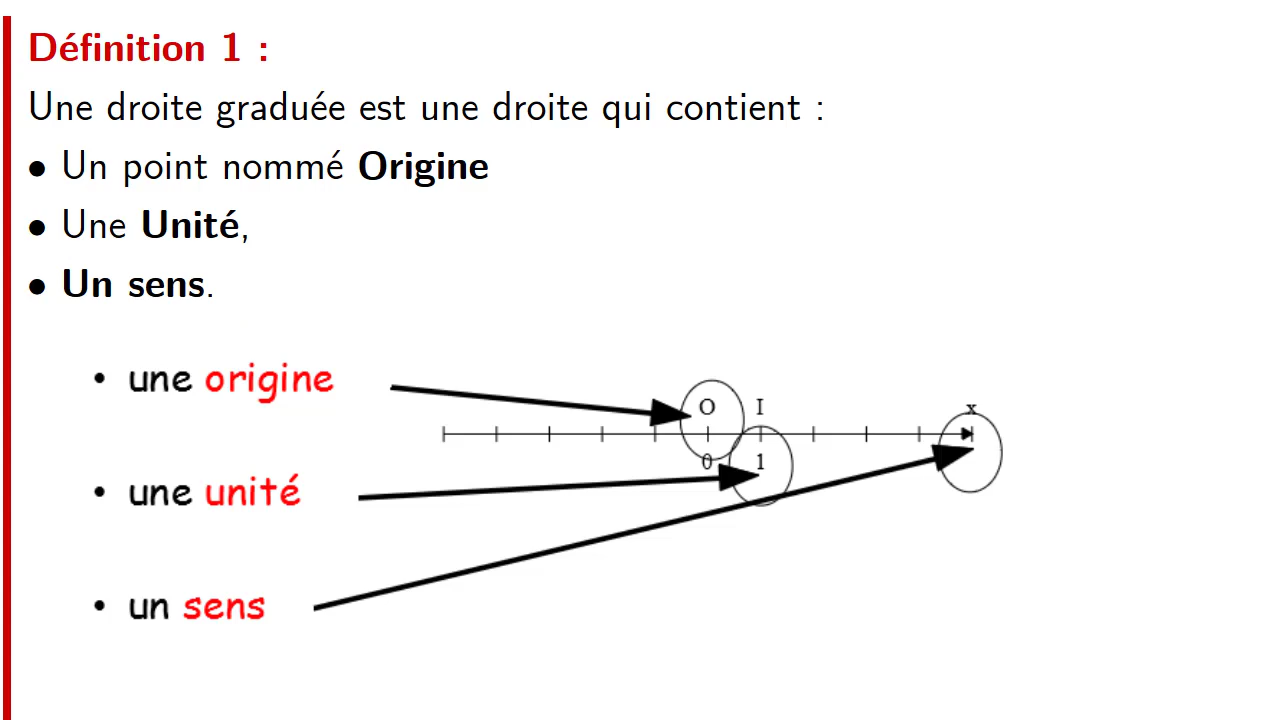 Définition 1 :
Une droite graduée est une droite qui contient :
• Un point nommé Origine
• Une Unité,
• Un sens.
• une origine
O I x
0 1
• une unité
• un sens